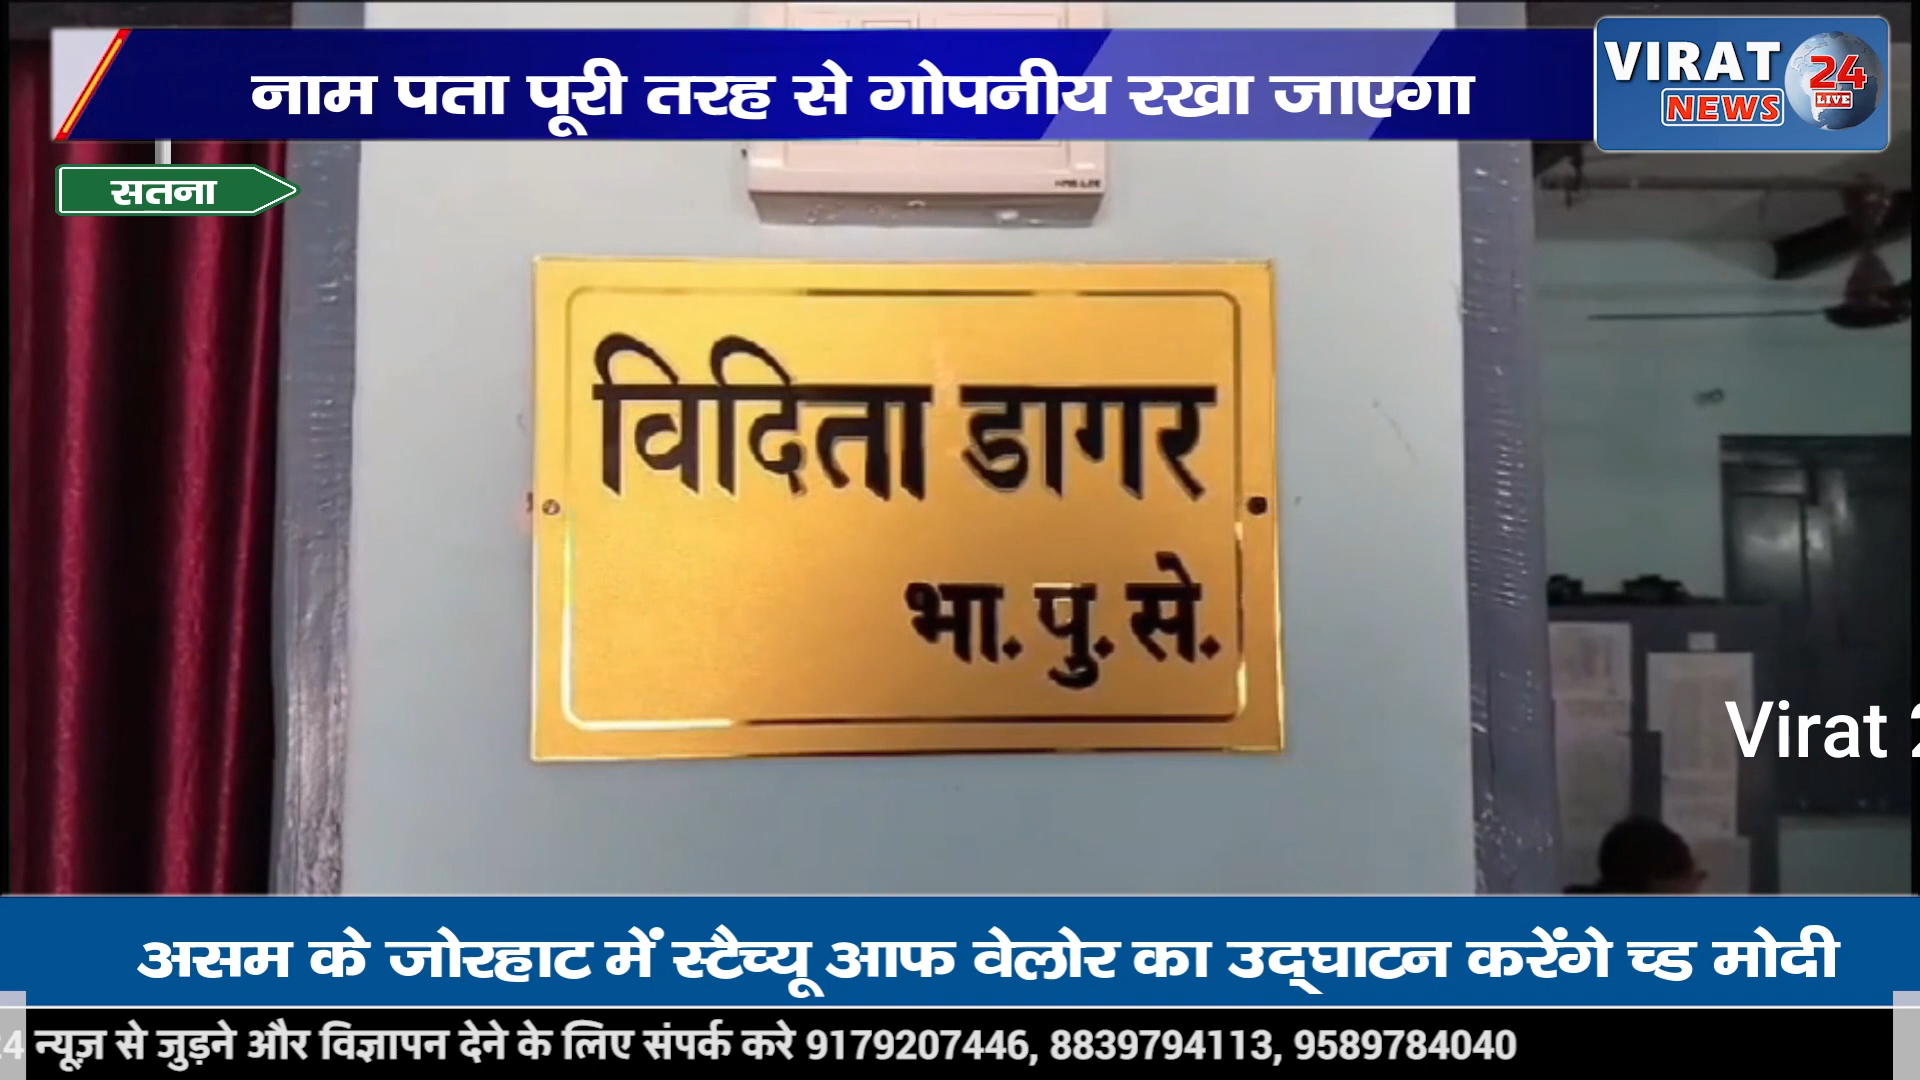 नाम पता पूरी तरह से गोपनीय रखा जाएगा
VIRAT 24
NEWS LIVE
सतना
विदिता डागर
भा. पु. से.
Virat
असम के जोरहाट में स्टैच्यू आफ वेलोर का उद्घाटन करेंगे च्ड मोदी
24 न्यूज़ से जुड़ने और विज्ञापन देने के लिए संपर्क करे 9179207446, 8839794113, 9589784040